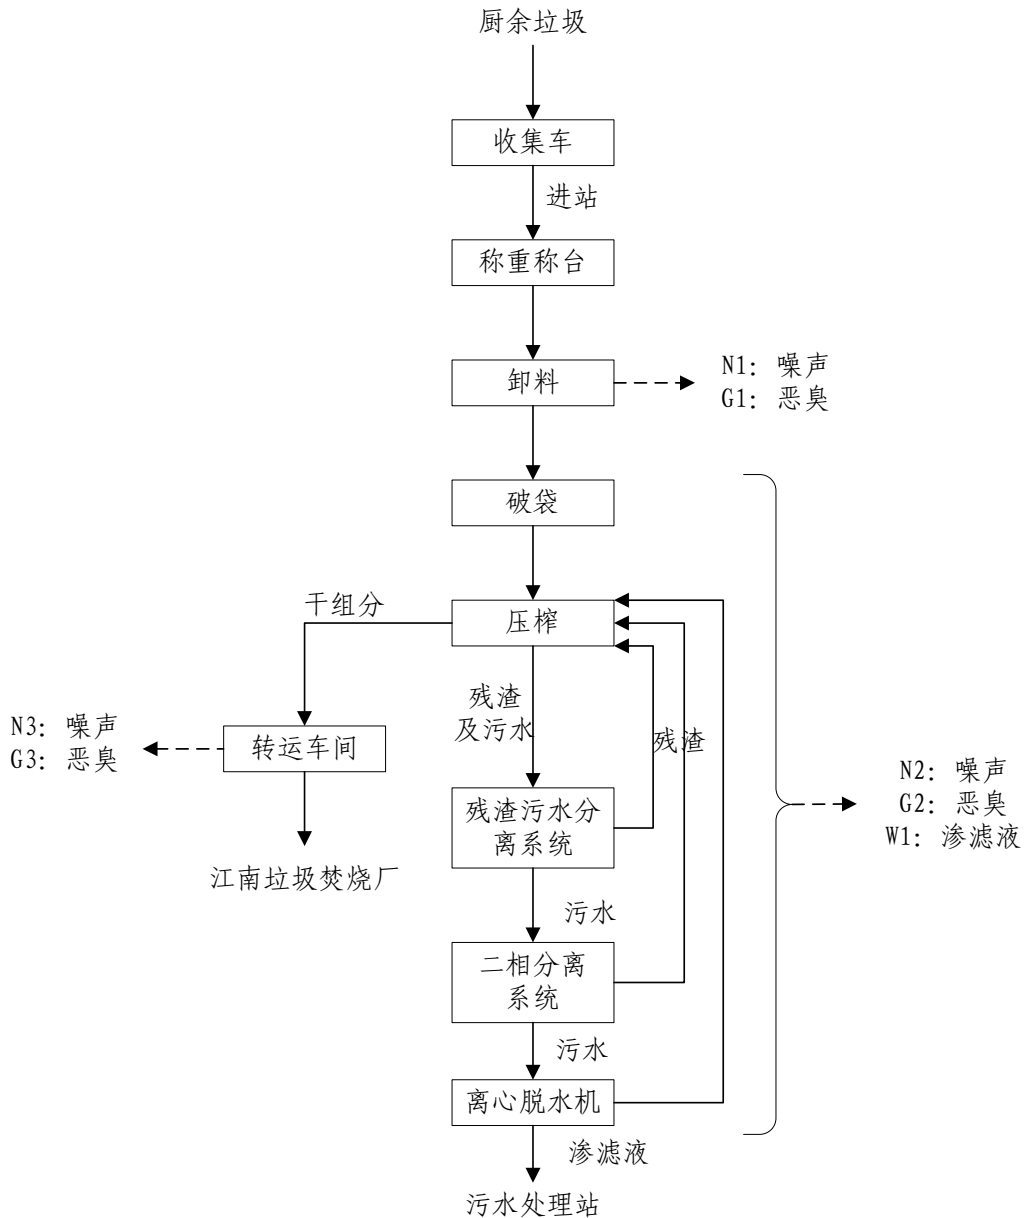 厨余垃圾
收集车
进站
称重称台
卸料
N1: 噪声
G1: 恶臭
破袋
干组分
压榨
残渣
及污水
残渣
N3: 噪声
G3: 恶臭
转运车间
N2: 噪声
G2: 恶臭
W1: 渗滤液
残渣污水分
离系统
江南垃圾焚烧厂
污水
二相分离
系统
污水
离心脱水机
渗滤液
污水处理站